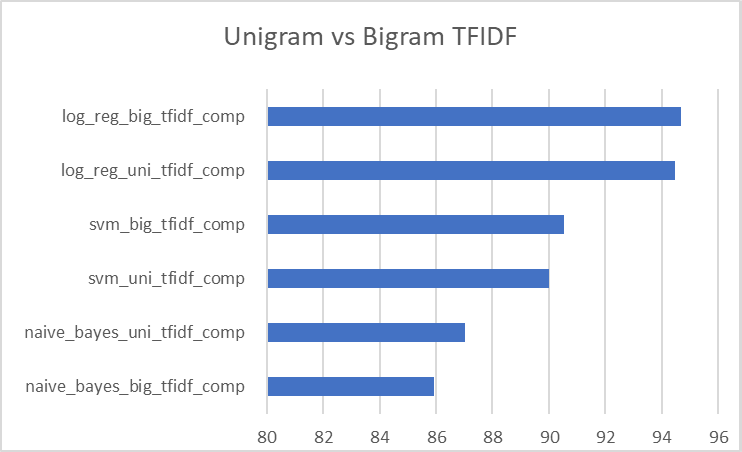 Unigram vs Bigram TFIDF
log_reg_big_tfidf_comp
log_reg_uni_tfidf_comp
svm_big_tfidf_comp
svm_uni_tfidf_comp
naive_bayes_uni_tfidf_comp
naive_bayes_big_tfidf_comp
80 82 84 86 88 90 92 94 96